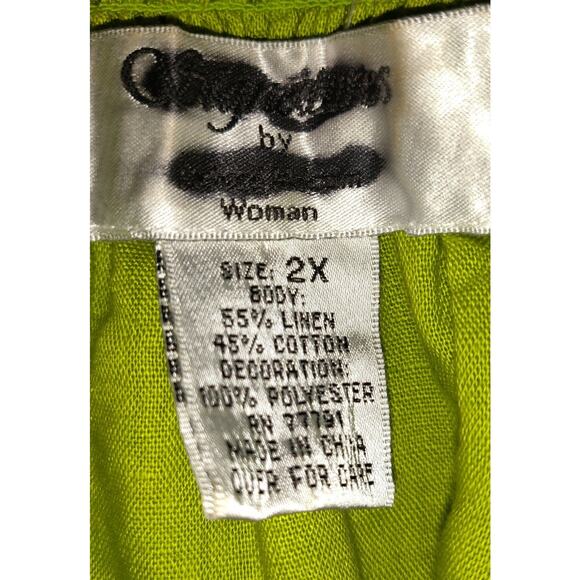 by
Woman
SIZE: 2X
BODY:
55% LINEN
45% COTTON
DECORATION:
100% POLYESTER
RN 77791
MADE IN CHINA
OVER FOR CARE